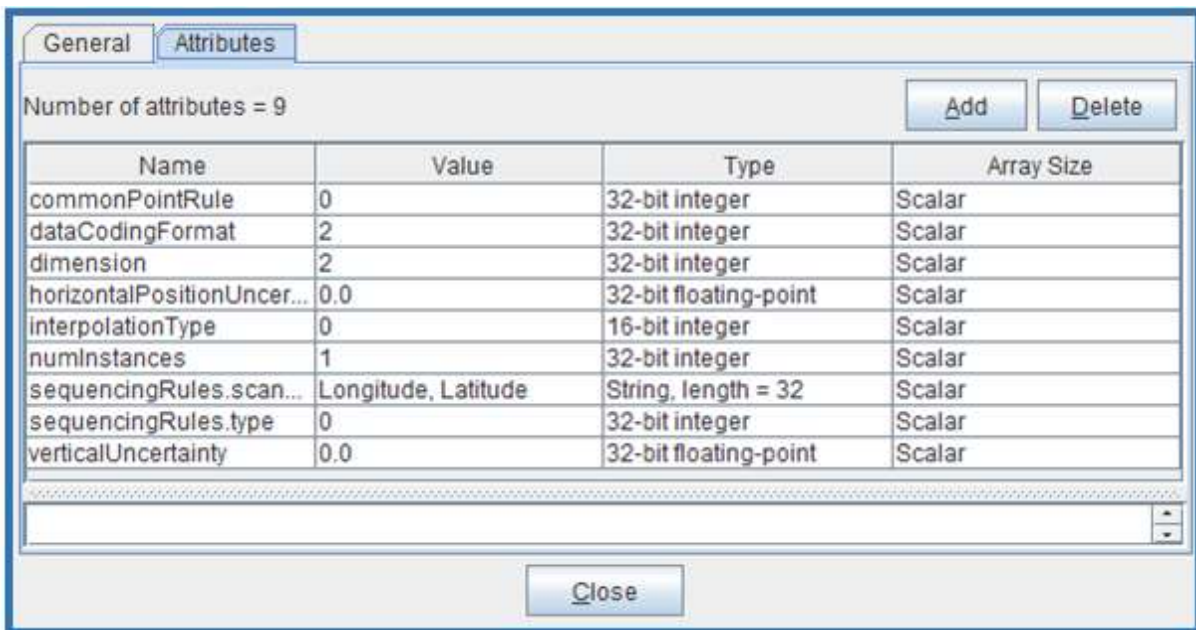 General Attributes
Number of attributes = 9 Add Delete
Name Value Type Array Size
commonPointRule 0 32-bit integer Scalar
dataCodingFormat 2 32-bit integer Scalar
dimension 2 32-bit integer Scalar
horizontalPositionUncer... 0.0 32-bit floating-point Scalar
interpolationType 0 16-bit integer Scalar
numInstances 1 32-bit integer Scalar
sequencingRules.scan... Longitude, Latitude String, length = 32 Scalar
sequencingRules.type 0 32-bit integer Scalar
verticalUncertainty 0.0 32-bit floating-point Scalar
Close